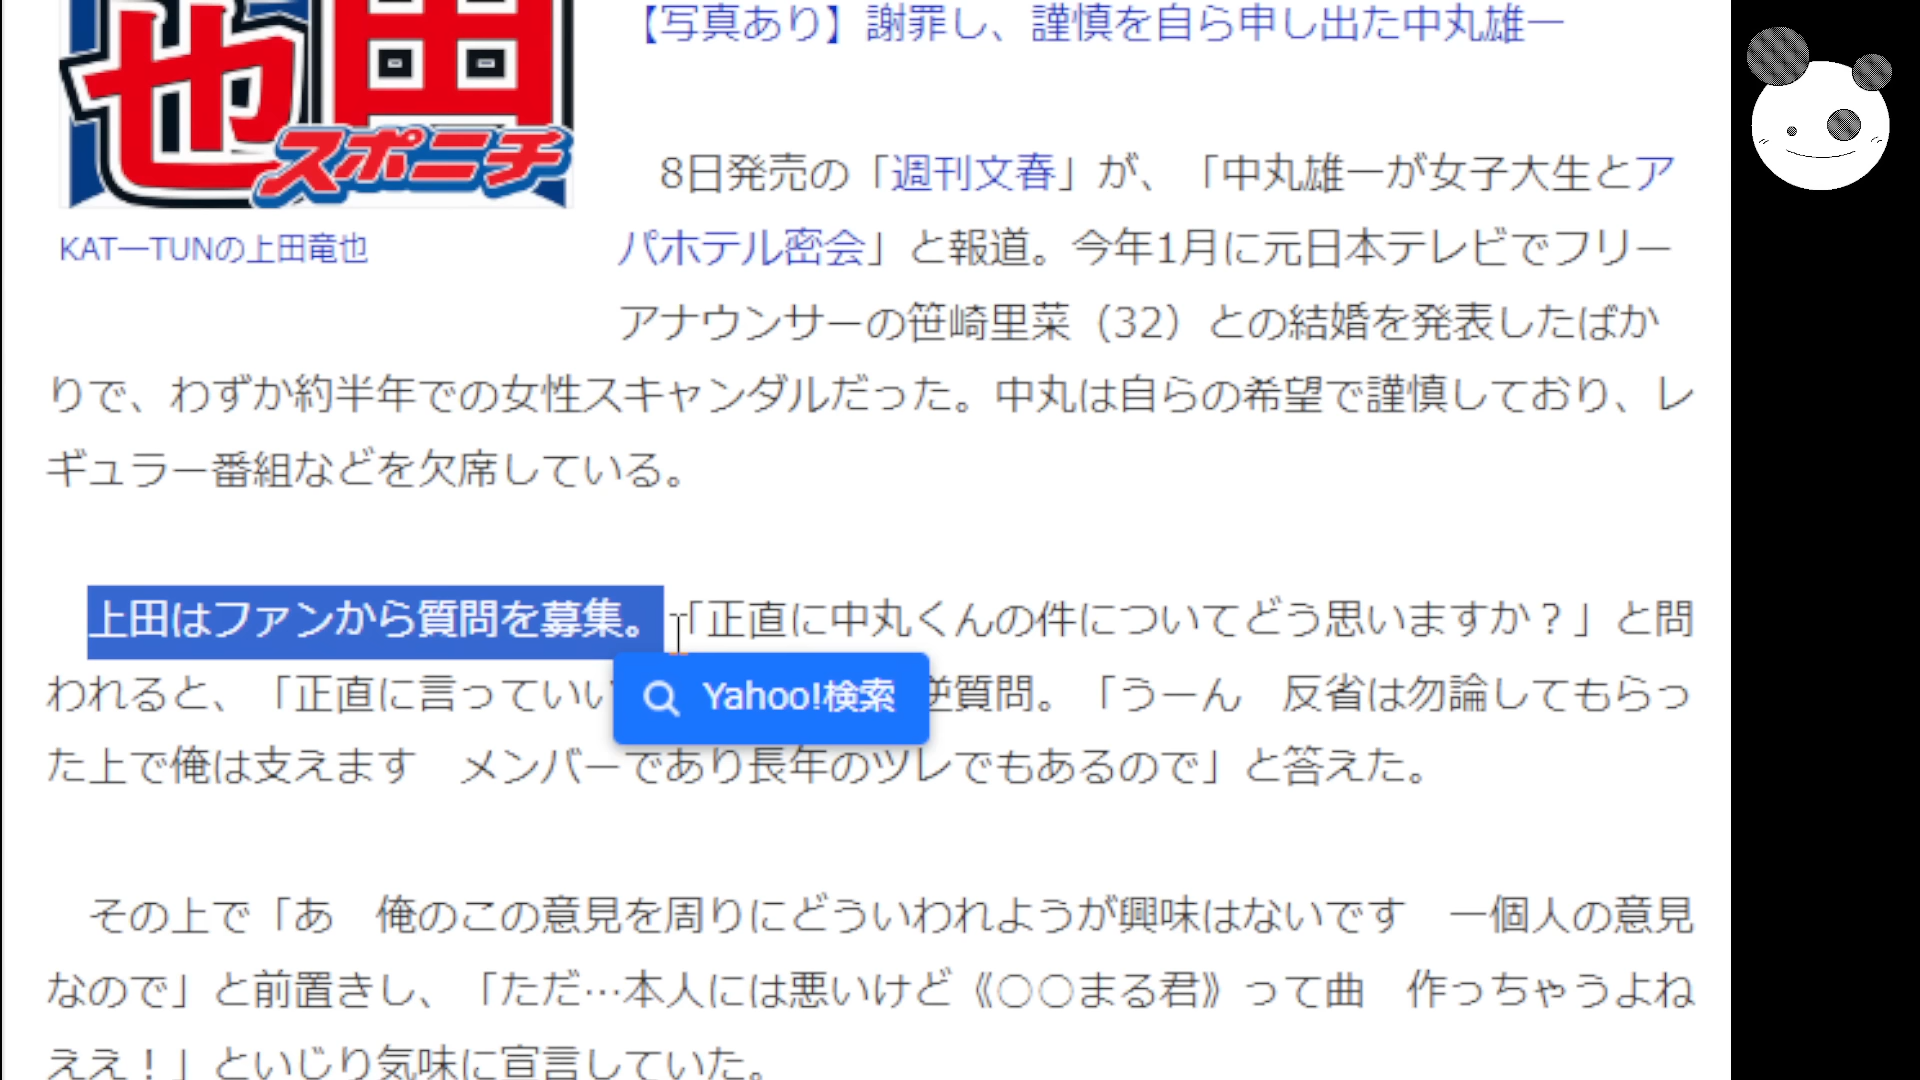 也田
スポニチ
KAT―TUNの上田竜也
【写真あり】謝罪し、謹慎を自ら申し出た中丸雄一
8日発売の「週刊文春」が、「中丸雄一が女子大生とア
パホテル密会」と報道。今年1月に元日本テレビでフリー
アナウンサーの笹崎里菜（32）との結婚を発表したばか
りで、わずか約半年での女性スキャンダルだった。中丸は自らの希望で謹慎しており、レ
ギュラー番組などを欠席している。
上田はファンから質問を募集。「正直に中丸くんの件についてどう思いますか？」と問
われると、「正直に言っていい
逆質問。「うーん　反省は勿論してもらっ
Yahoo!検索
た上で俺は支えます　メンバーであり長年のツレでもあるので」と答えた。
その上で「あ　俺のこの意見を周りにどういわれようが興味はないです　一個人の意見
なので」と前置きし、「ただ…本人には悪いけど《○○まる君》って曲　作っちゃうよね
ええ！」といじり気味に宣言していた。